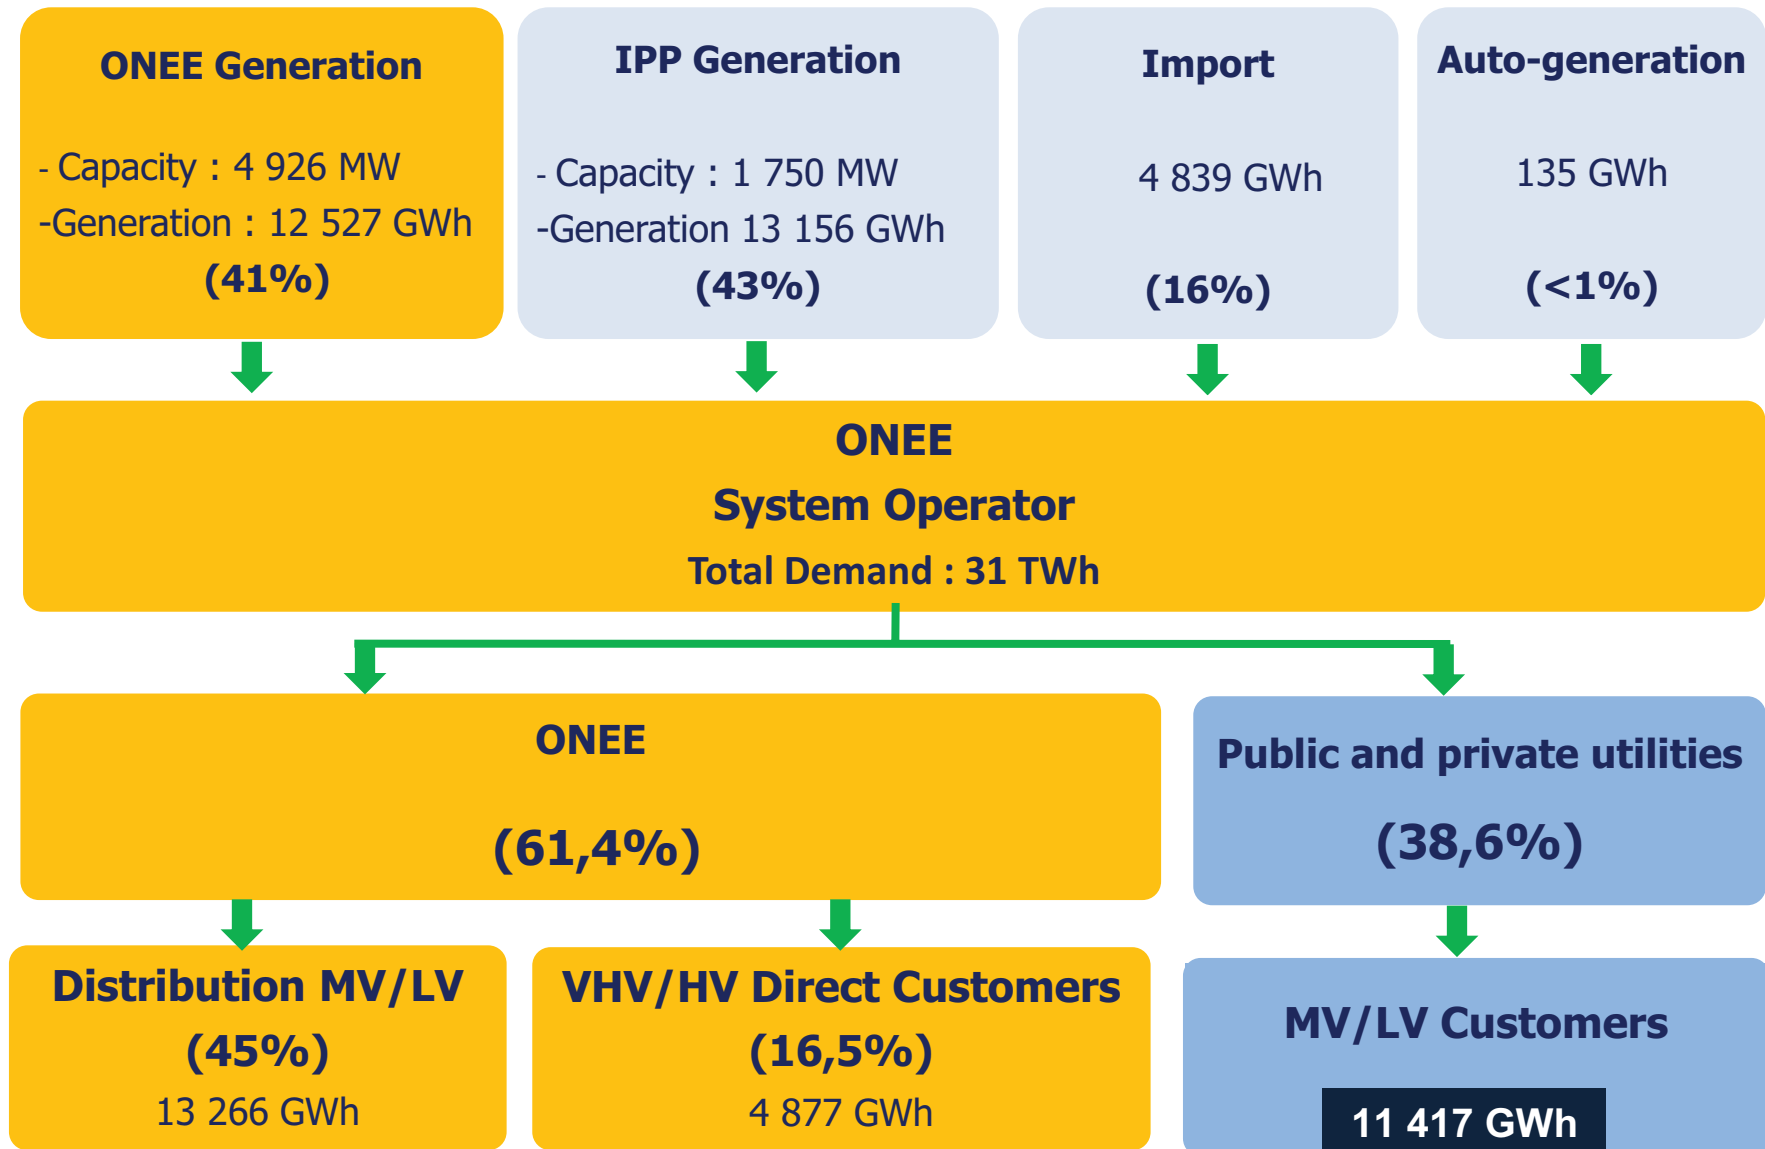 ONEE Generation
- Capacity : 4 926 MW
-Generation : 12 527 GWh
(41%)
IPP Generation
- Capacity : 1 750 MW
-Generation 13 156 GWh
(43%)
Import
4 839 GWh
(16%)
Auto-generation
135 GWh
(<1%)
ONEE
System Operator
Total Demand : 31 TWh
ONEE
(61,4%)
Public and private utilities
(38,6%)
Distribution MV/LV
(45%)
13 266 GWh
VHV/HV Direct Customers
(16,5%)
4 877 GWh
MV/LV Customers
11 417 GWh